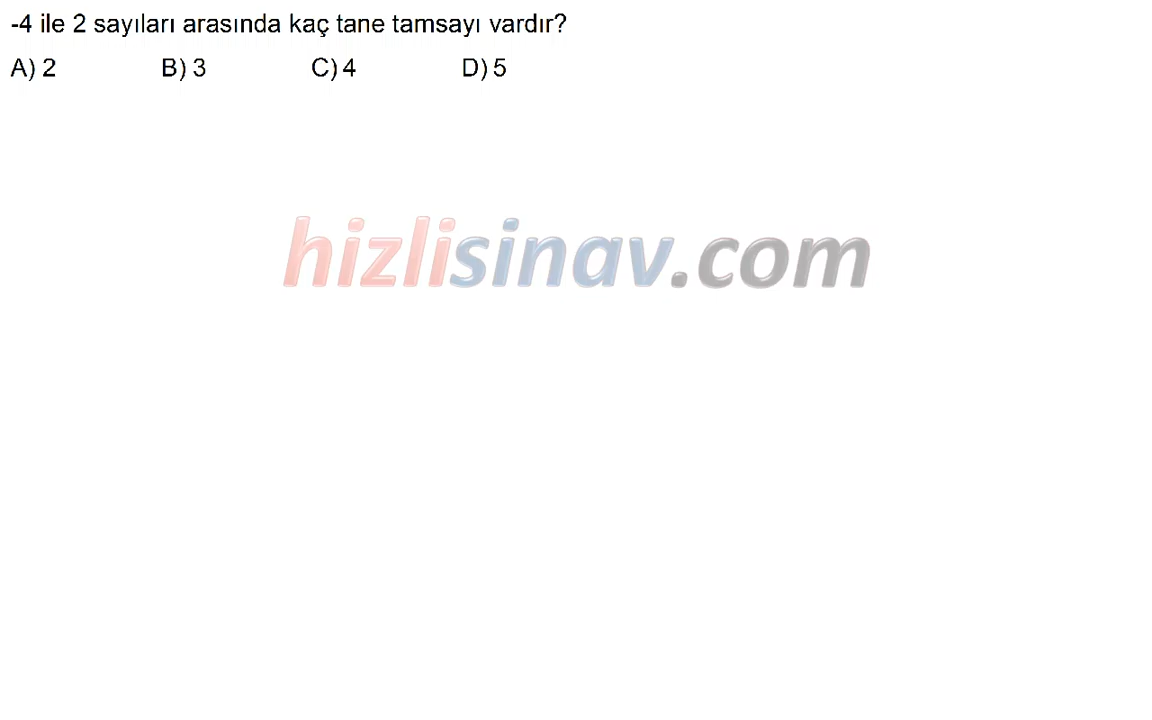 -4 ile 2 sayıları arasında kaç tane tamsayı vardır?
A) 2 B) 3 C) 4 D) 5
hizlisinav.com